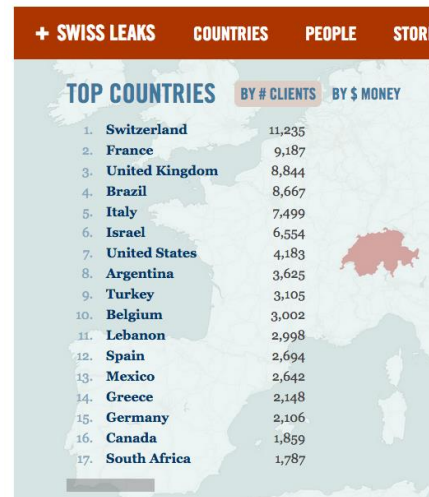 + SWISS LEAKS COUNTRIES PEOPLE STOR
TOP COUNTRIES BY # CLIENTS BY $ MONEY
1. Switzerland 11,235
2. France 9,187
3. United Kingdom 8,844
4. Brazil 8,667
5. Italy 7,499
6. Israel 6,554
7. United States 4,183
8. Argentina 3,625
9. Turkey 3,105
10. Belgium 3,002
11. Lebanon 2,998
12. Spain 2,694
13. Mexico 2,642
14. Greece 2,148
15. Germany 2,106
16. Canada 1,859
17. South Africa 1,787